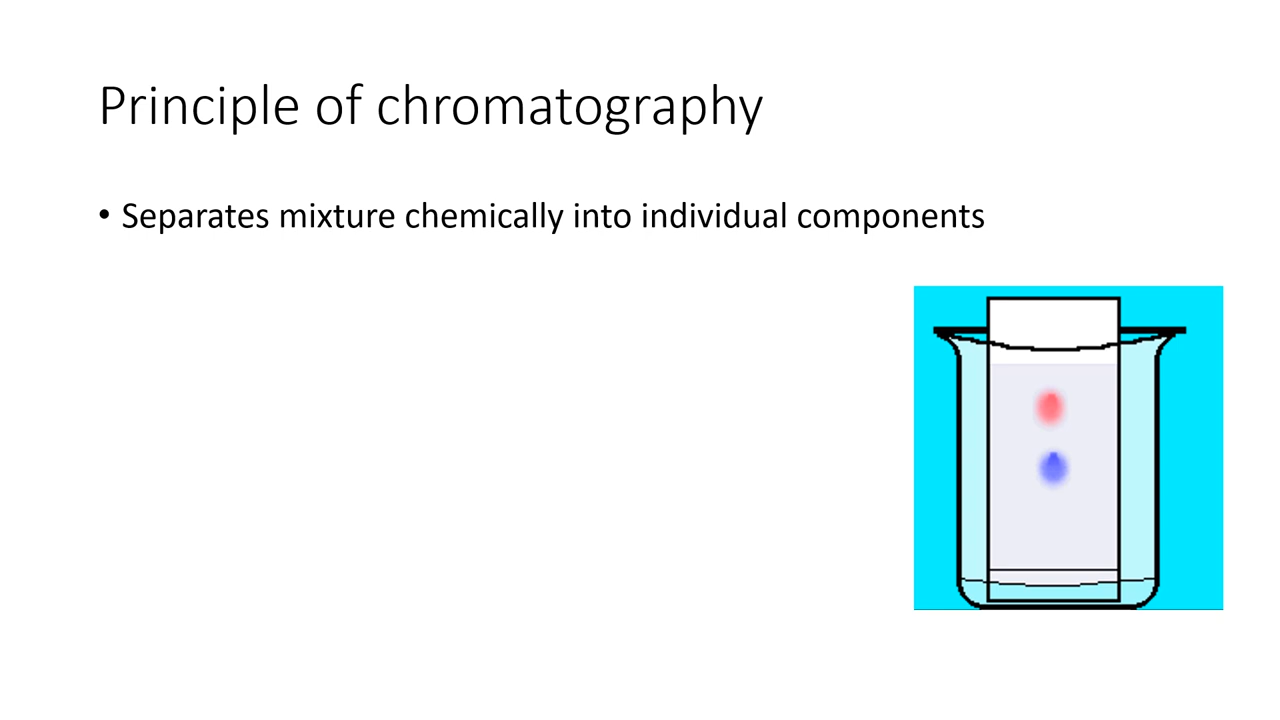 Principle of chromatography
• Separates mixture chemically into individual components